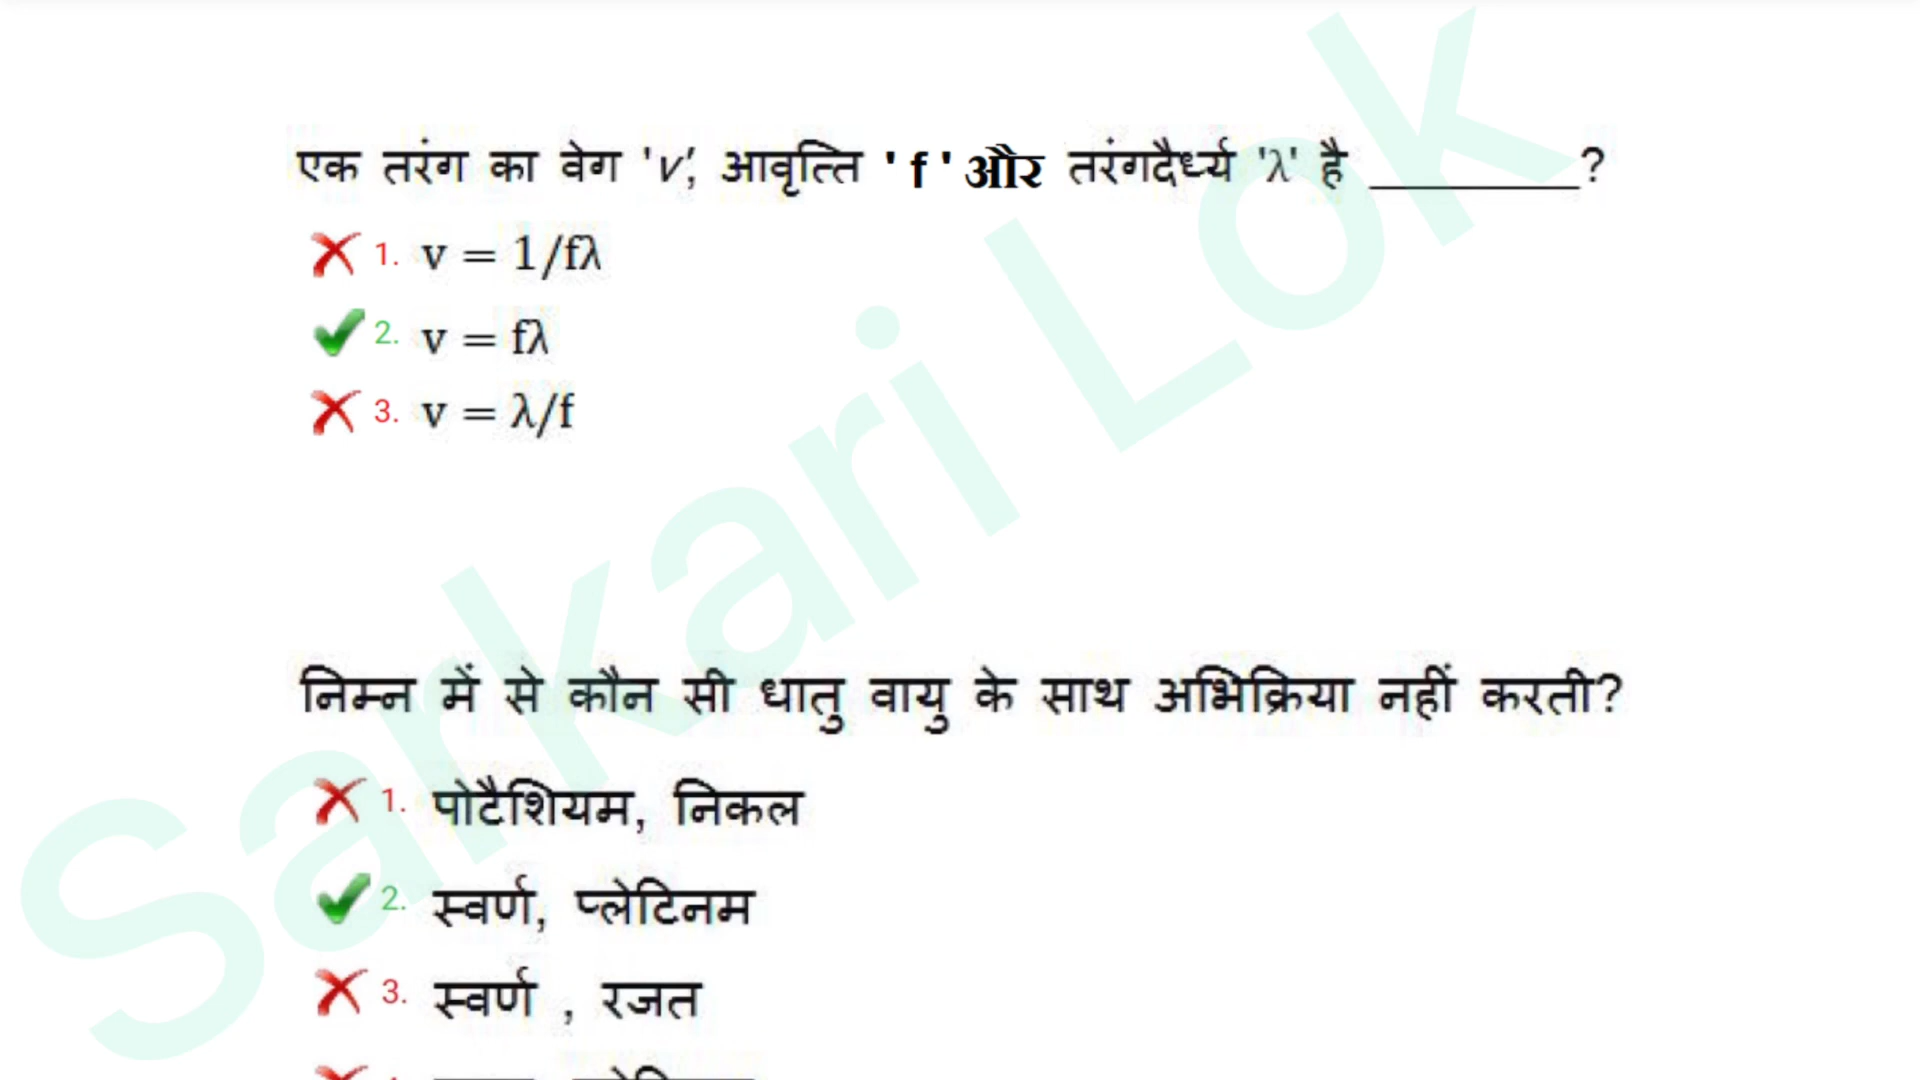 एक तरंग का वेग 'v', आवृत्ति ' f ' और तरंगदैर्ध्य 'λ' है __________?
1. v = 1/fλ
2. v = fλ
3. v = λ/f
निम्न में से कौन सी धातु वायु के साथ अभिक्रिया नहीं करती?
1. पोटैशियम, निकल
2. स्वर्ण, प्लेटिनम
3. स्वर्ण , रजत
Sarkari Lok